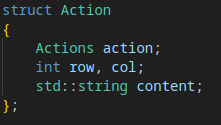 struct Action
{
    Actions action;
    int row, col;
    std::string content;
};